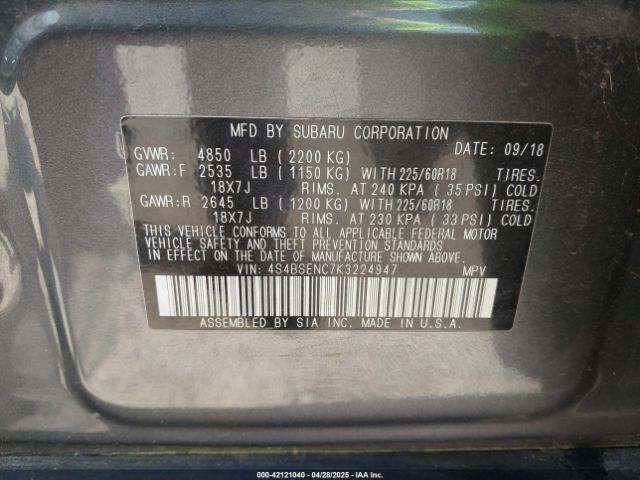 MFD BY SUBARU CORPORATION
GVWR: 4850 LB (2200 KG) DATE: 09/18
GAWR:F 2535 LB (1150 KG) WITH 225/60R18 TIRES.
18X7J RIMS. AT 240 KPA (35 PSI) COLD
GAWR:R 2645 LB (1200 KG) WITH 225/60R18 TIRES.
18X7J RIMS. AT 230 KPA (33 PSI) COLD
THIS VEHICLE CONFORMS TO ALL APPLICABLE FEDERAL MOTOR
VEHICLE SAFETY AND THEFT PREVENTION STANDARDS
IN EFFECT ON THE DATE OF MANUFACTURE SHOWN ABOVE.
VIN: 4S4BSENC7K3224947 MPV
ASSEMBLED BY SIA INC. MADE IN U.S.A.
000-42121040 - 04/28/2025 - IAAI.com